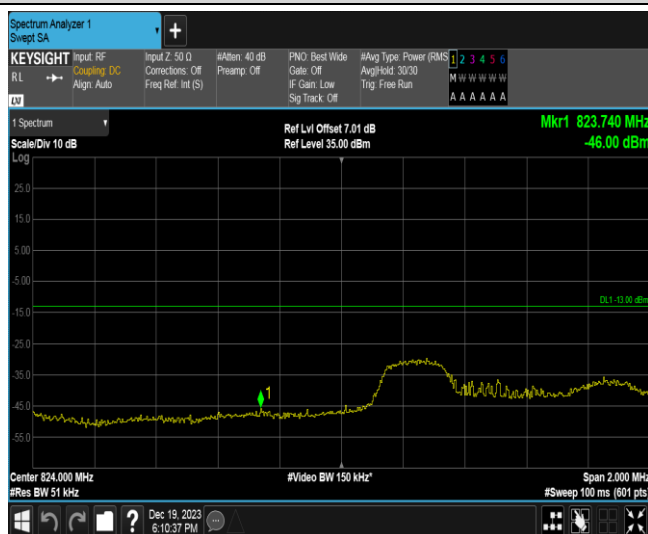 Spectrum Analyzer 1
Swept SA
+
KEYSIGHT
RL
Input: RF
Coupling: DC
Align: Auto
Input Z: 50 Ω
Corrections: Off
Freq Ref: Int (S)
#Atten: 40 dB
Preamp: Off
PNO: Best Wide
Gate: Off
IF Gain: Low
Sig Track: Off
#Avg Type: Power (RMS
Avg|Hold: 30/30
Trig: Free Run
1 2 3 4 5 6
M W W W W W
A A A A A A
LXI
1 Spectrum
Scale/Div 10 dB
Log
Ref Lvl Offset 7.01 dB
Ref Level 35.00 dBm
Mkr1 823.740 MHz
-46.00 dBm
25.0
15.0
5.00
-5.00
-15.0
-25.0
-35.0
-45.0
-55.0
DL1 -13.00 dBm
1
Center 824.000 MHz
#Res BW 51 kHz
#Video BW 150 kHz*
Span 2.000 MHz
#Sweep 100 ms (601 pts)
?
Dec 19, 2023
6:10:37 PM